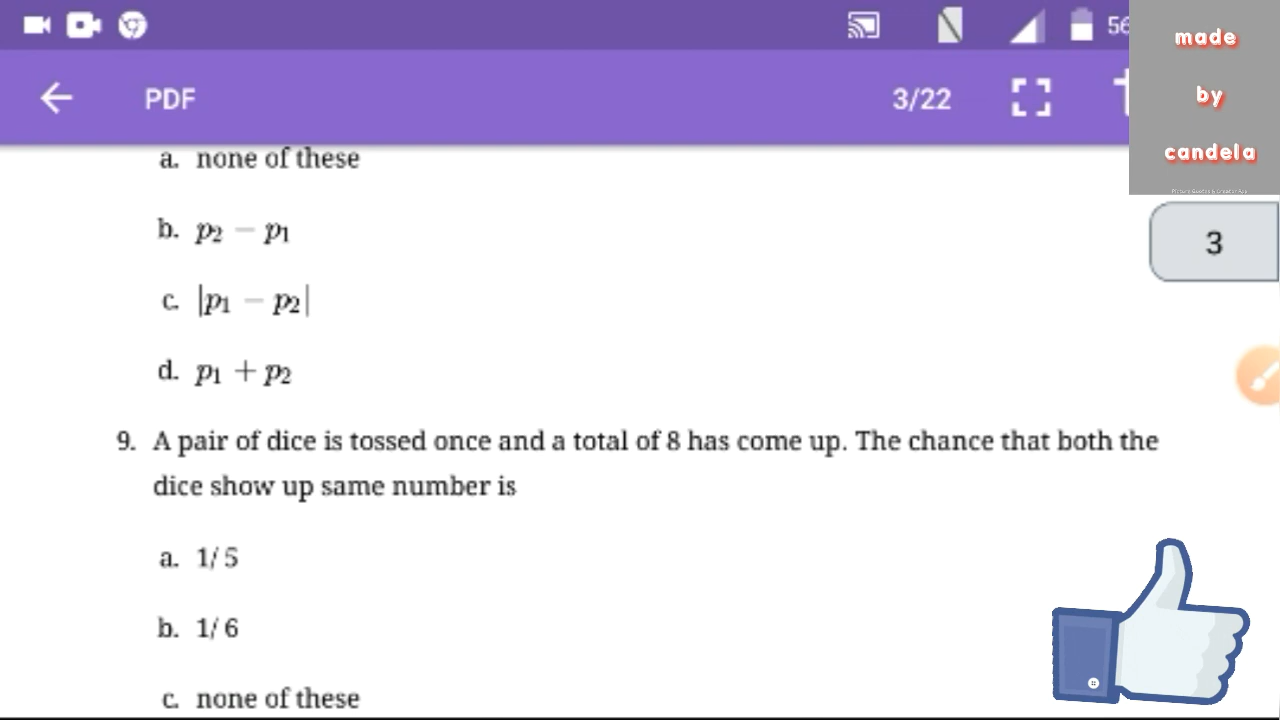 56
PDF
3/22
made
by
candela
a. none of these
b. p₂ − p₁
3
c. |p₁ − p₂|
d. p₁ + p₂
9. A pair of dice is tossed once and a total of 8 has come up. The chance that both the
dice show up same number is
a. 1/5
b. 1/6
c. none of these